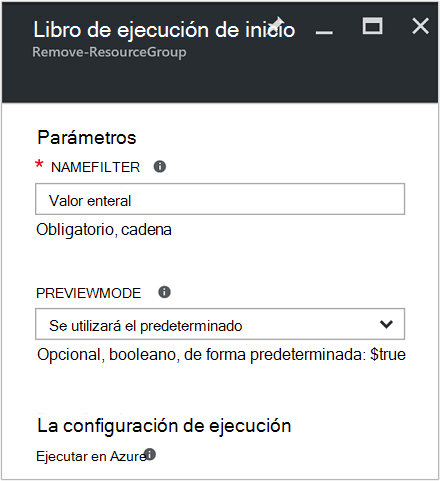 Libro de ejecución de inicio
Remove-ResourceGroup
Parámetros
* NAMEFILTER
Valor enteral
Obligatorio, cadena
PREVIEWMODE
Se utilizará el predeterminado
Opcional, booleano, de forma predeterminada: $true
La configuración de ejecución
Ejecutar en Azure